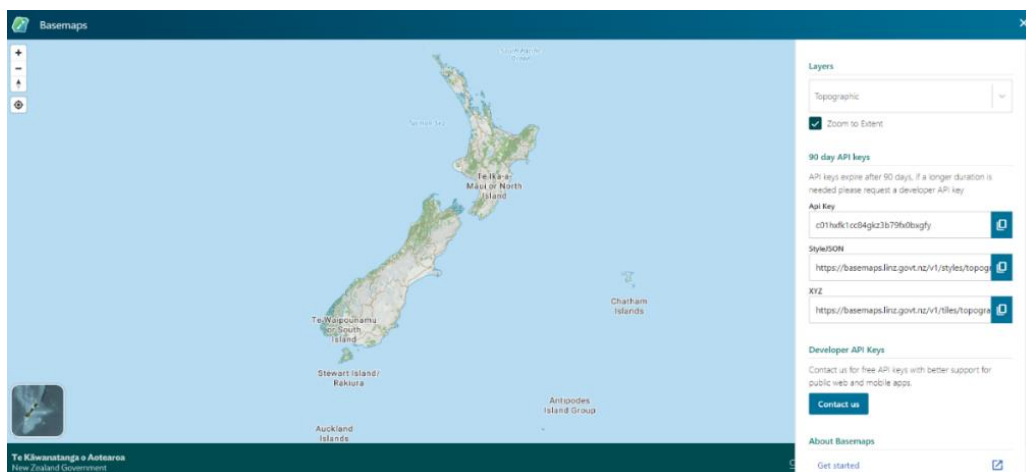 Basemaps
Tasman Sea
Te Ika-a-
Māui or North
Island
Te Waipounamu
or South
Island
Chatham
Islands
Stewart Island/
Rakiura
Antipodes
Island Group
Auckland
Islands
Te Kāwanatanga o Aotearoa
New Zealand Government
Layers
Topographic
Zoom to Extent
90 day API keys
API keys expire after 90 days, if a longer duration is
needed please request a developer API key
Api Key
c01hxfk1cc84gkz3b79fx0bxgfy
StyleJSON
https://basemaps.linz.govt.nz/v1/styles/topogr
XYZ
https://basemaps.linz.govt.nz/v1/tiles/topogra
Developer API Keys
Contact us for free API keys with better support for
public web and mobile apps.
Contact us
About Basemaps
Get started